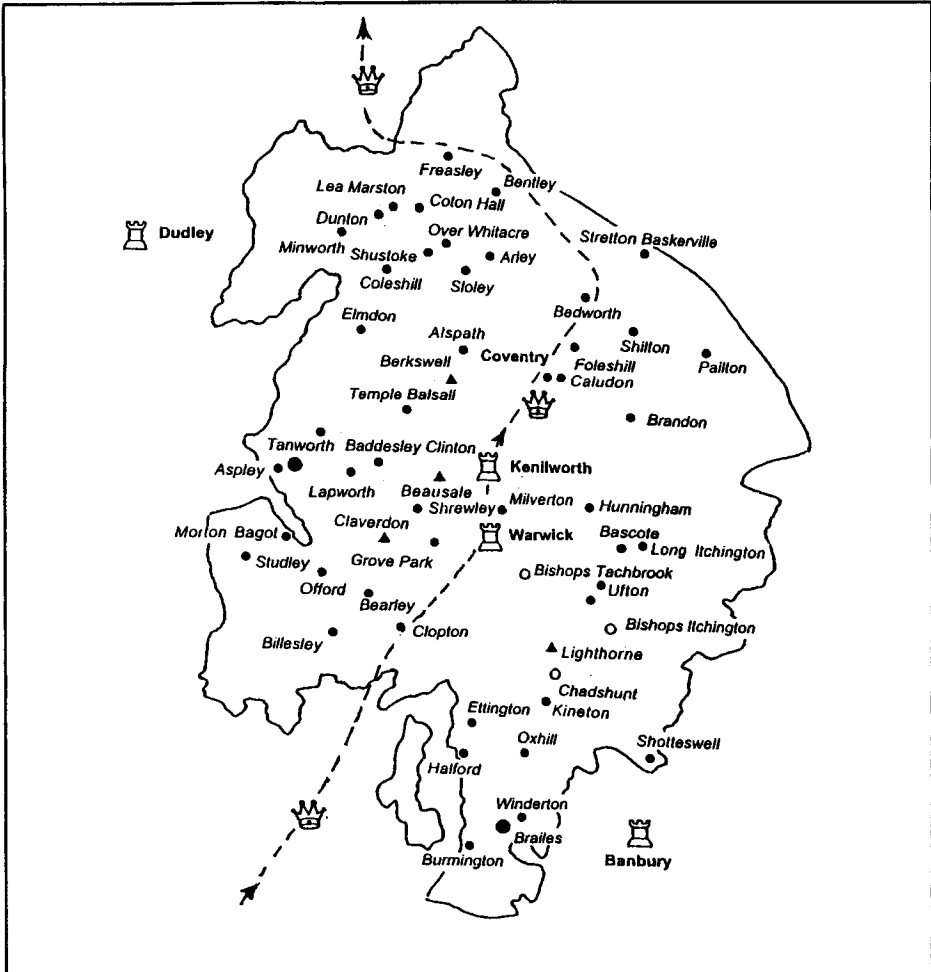 Freasley
Bentley
Lea Marston
Coton Hall
Dunton
Dudley
Over Whitacre
Stretton Baskerville
Minworth
Shustoke
Arley
Coleshill
Sloley
Elmdon
Bedworth
Alspath
Shilton
Berkswell
Coventry
Foleshill
Pailton
Caludon
Temple Balsall
Brandon
Tanworth
Baddesley Clinton
Aspley
Kenilworth
Lapworth
Beausale
Milverton
Hunningham
Shrewley
Claverdon
Morton Bagot
Warwick
Bascote
Long Itchington
Studley
Grove Park
Bishops Tachbrook
Offord
Ufton
Bearley
Billesley
Clopton
Bishops Itchington
Lighthorne
Chadshunt
Kineton
Ettington
Oxhill
Shotteswell
Halford
Winderton
Brailes
Burmington
Banbury